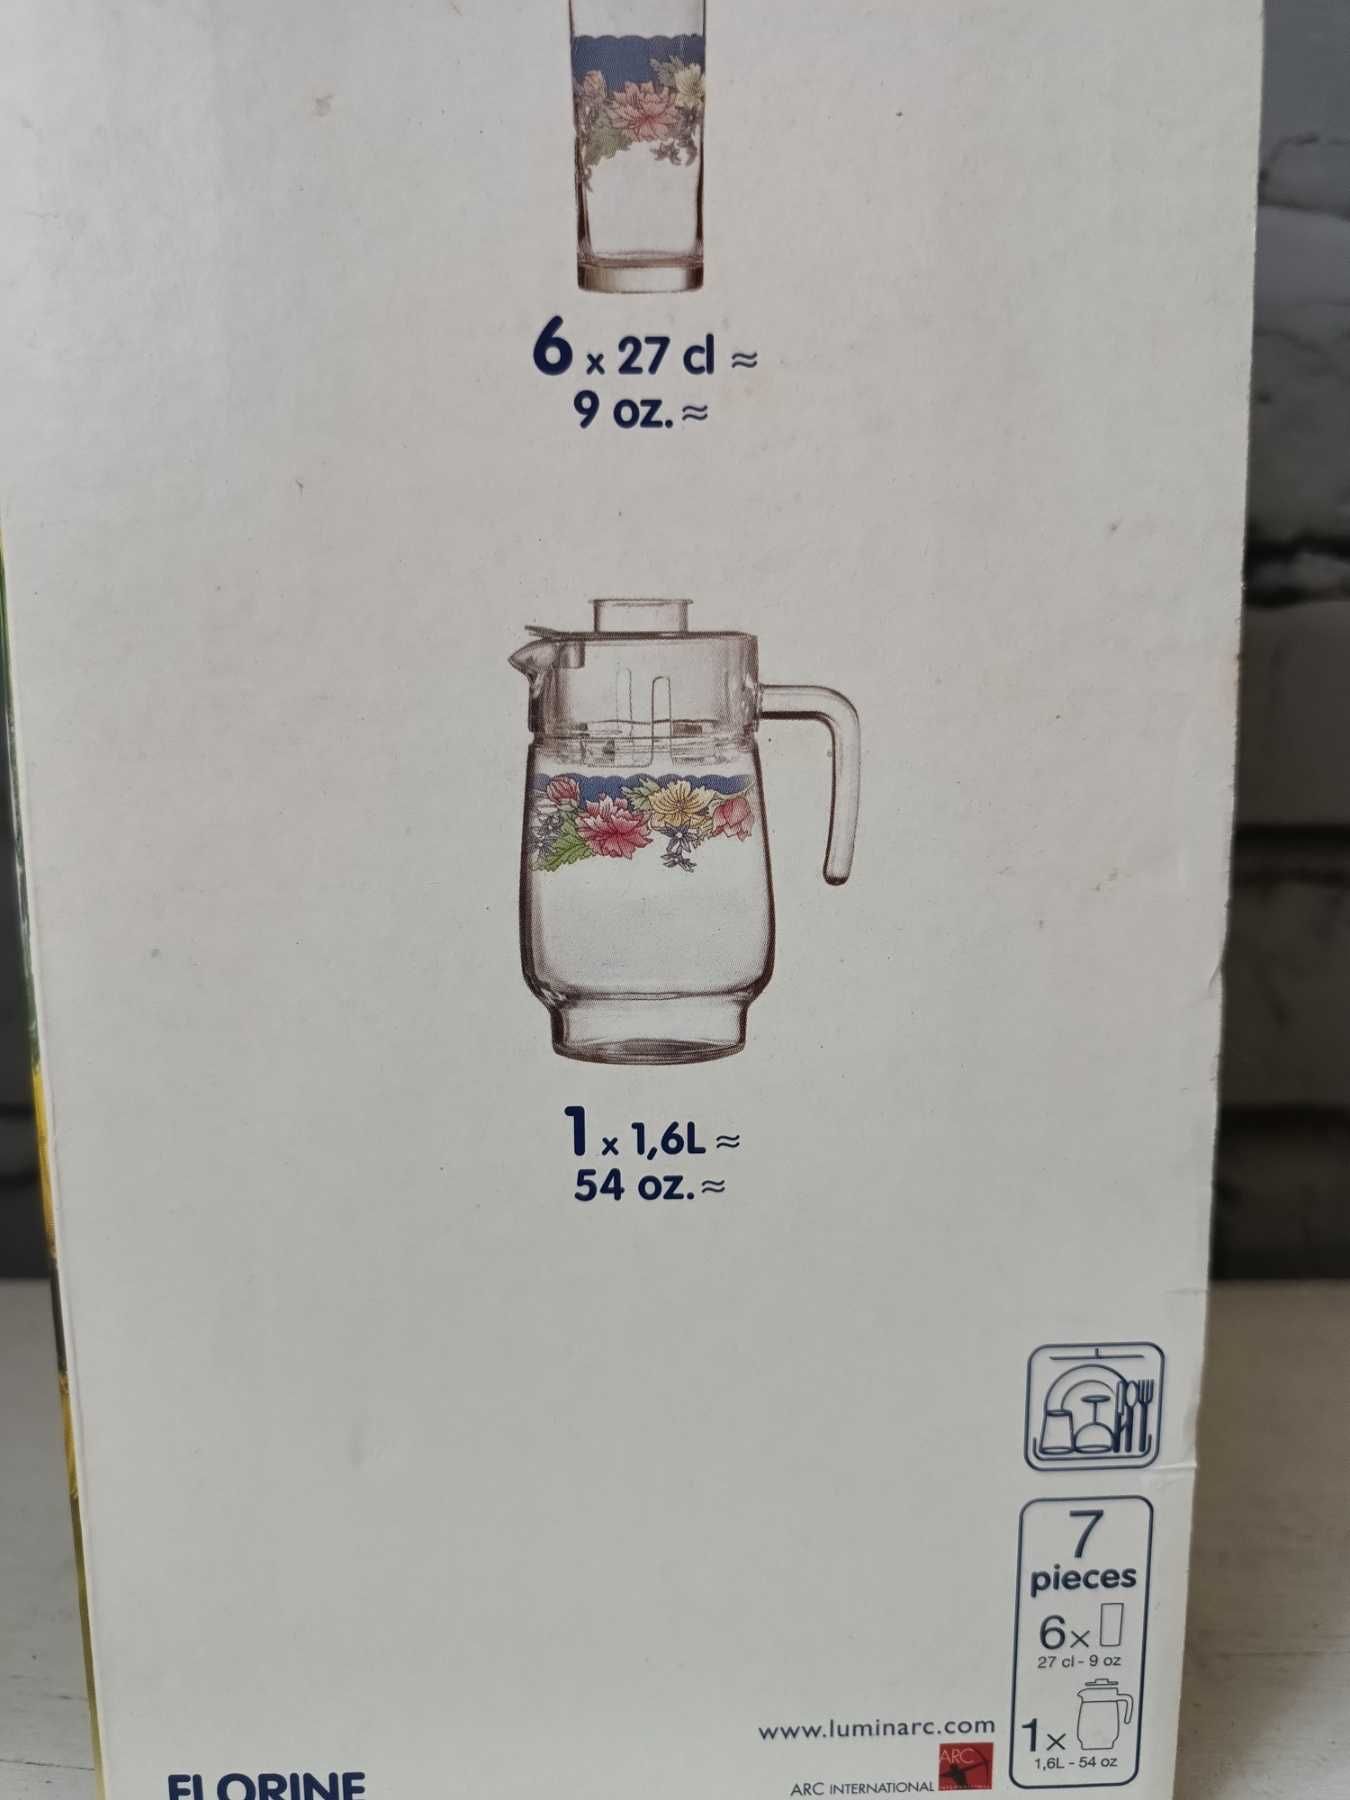 6 x 27 cl ≈
9 oz. ≈
1 x 1,6L ≈
54 oz. ≈
7
pieces
6x
27 cl - 9 oz
1x
1,6L - 54 oz
www.luminarc.com
ARC
ARC INTERNATIONAL
FLORINE